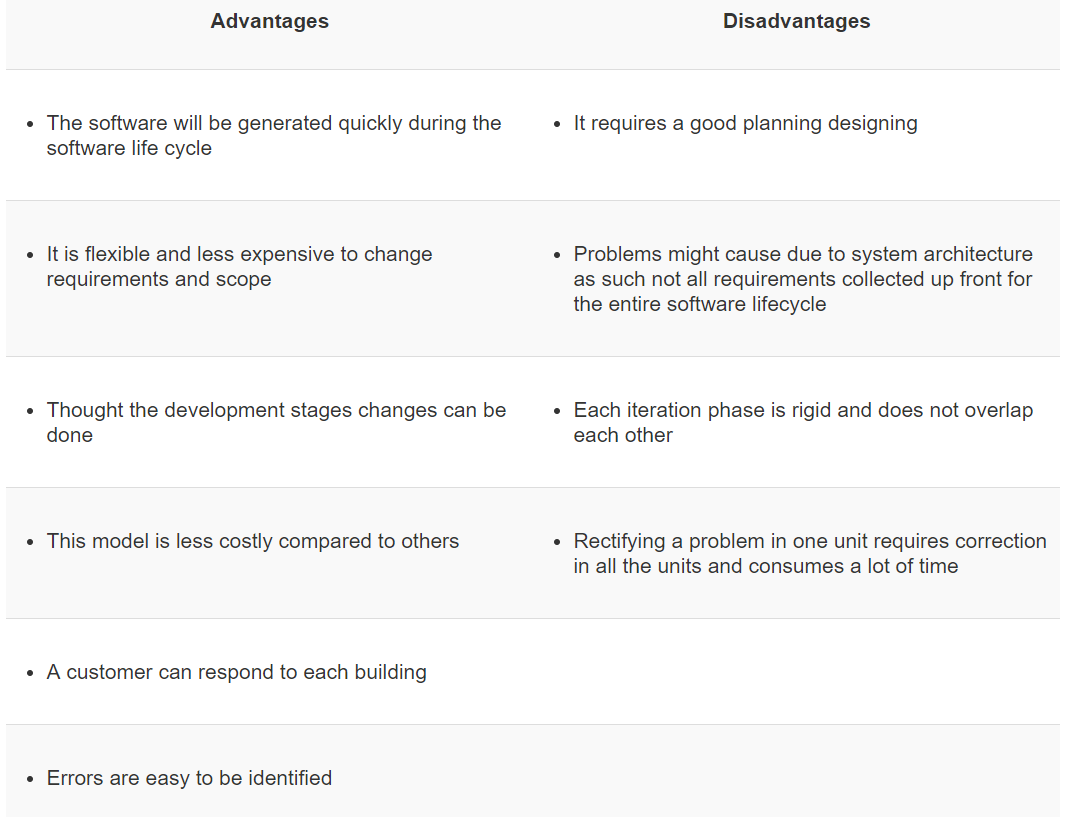 Advantages
Disadvantages
The software will be generated quickly during the
software life cycle
It requires a good planning designing
It is flexible and less expensive to change
requirements and scope
Problems might cause due to system architecture
as such not all requirements collected up front for
the entire software lifecycle
Thought the development stages changes can be
done
Each iteration phase is rigid and does not overlap
each other
This model is less costly compared to others
Rectifying a problem in one unit requires correction
in all the units and consumes a lot of time
A customer can respond to each building
Errors are easy to be identified